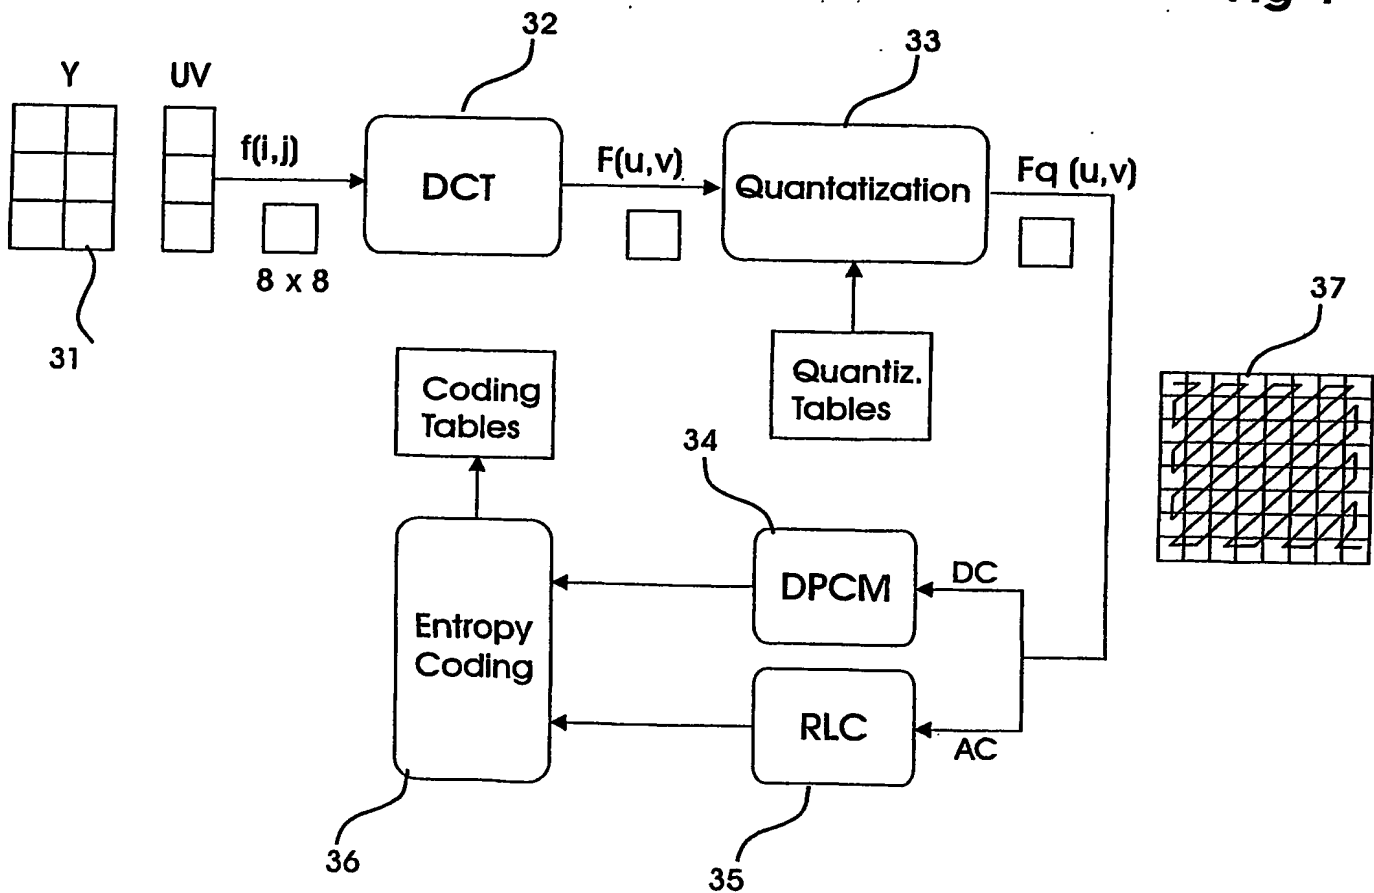 32
33
Y
UV
f(i,j)
DCT
F(u,v)
Quantatization
Fq (u,v)
8 x 8
31
37
Coding
Tables
Quantiz.
Tables
34
DPCM
DC
Entropy
Coding
RLC
AC
36
35